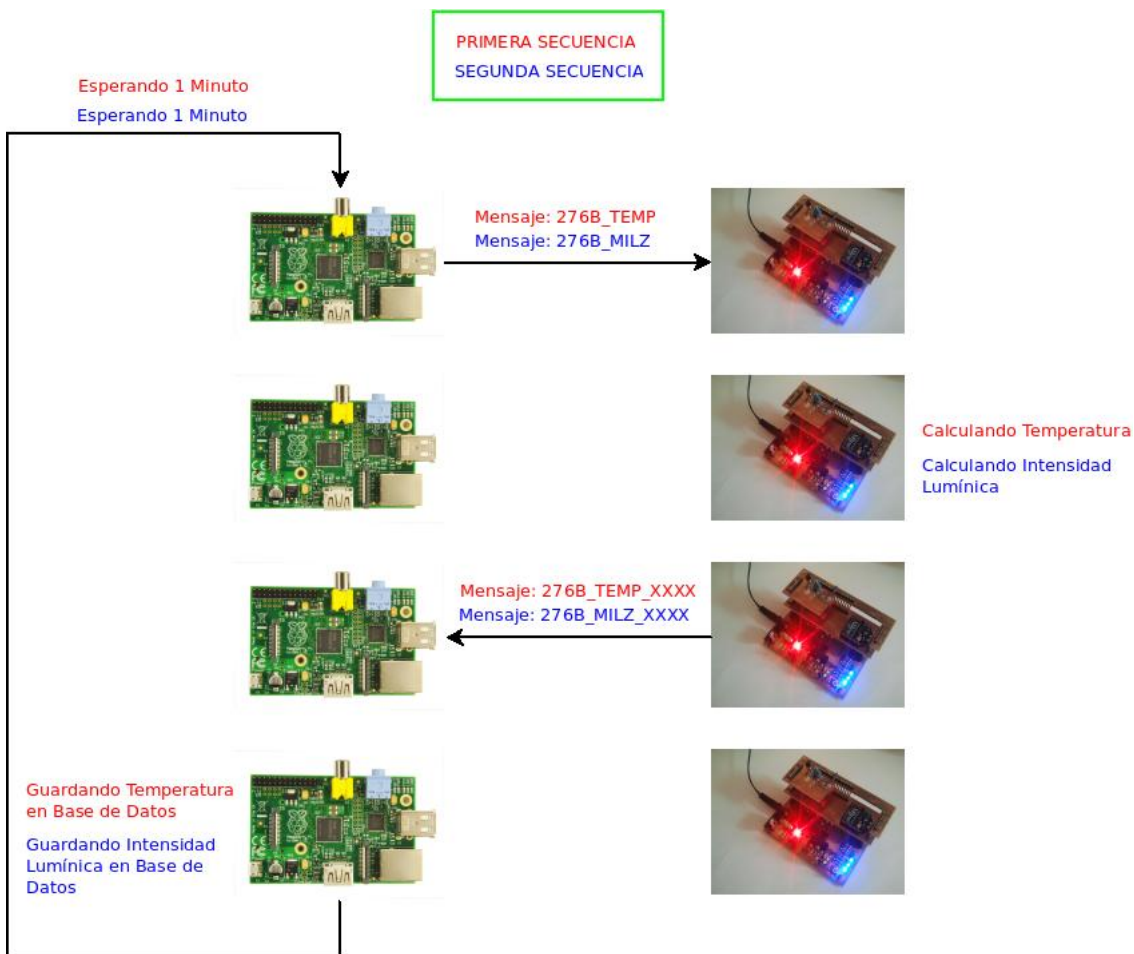 PRIMERA SECUENCIA
SEGUNDA SECUENCIA
Esperando 1 Minuto
Esperando 1 Minuto
Mensaje: 276B_TEMP
Mensaje: 276B_MILZ
Calculando Temperatura
Calculando Intensidad
Lumínica
Mensaje: 276B_TEMP_XXXX
Mensaje: 276B_MILZ_XXXX
Guardando Temperatura
en Base de Datos
Guardando Intensidad
Lumínica en Base de
Datos